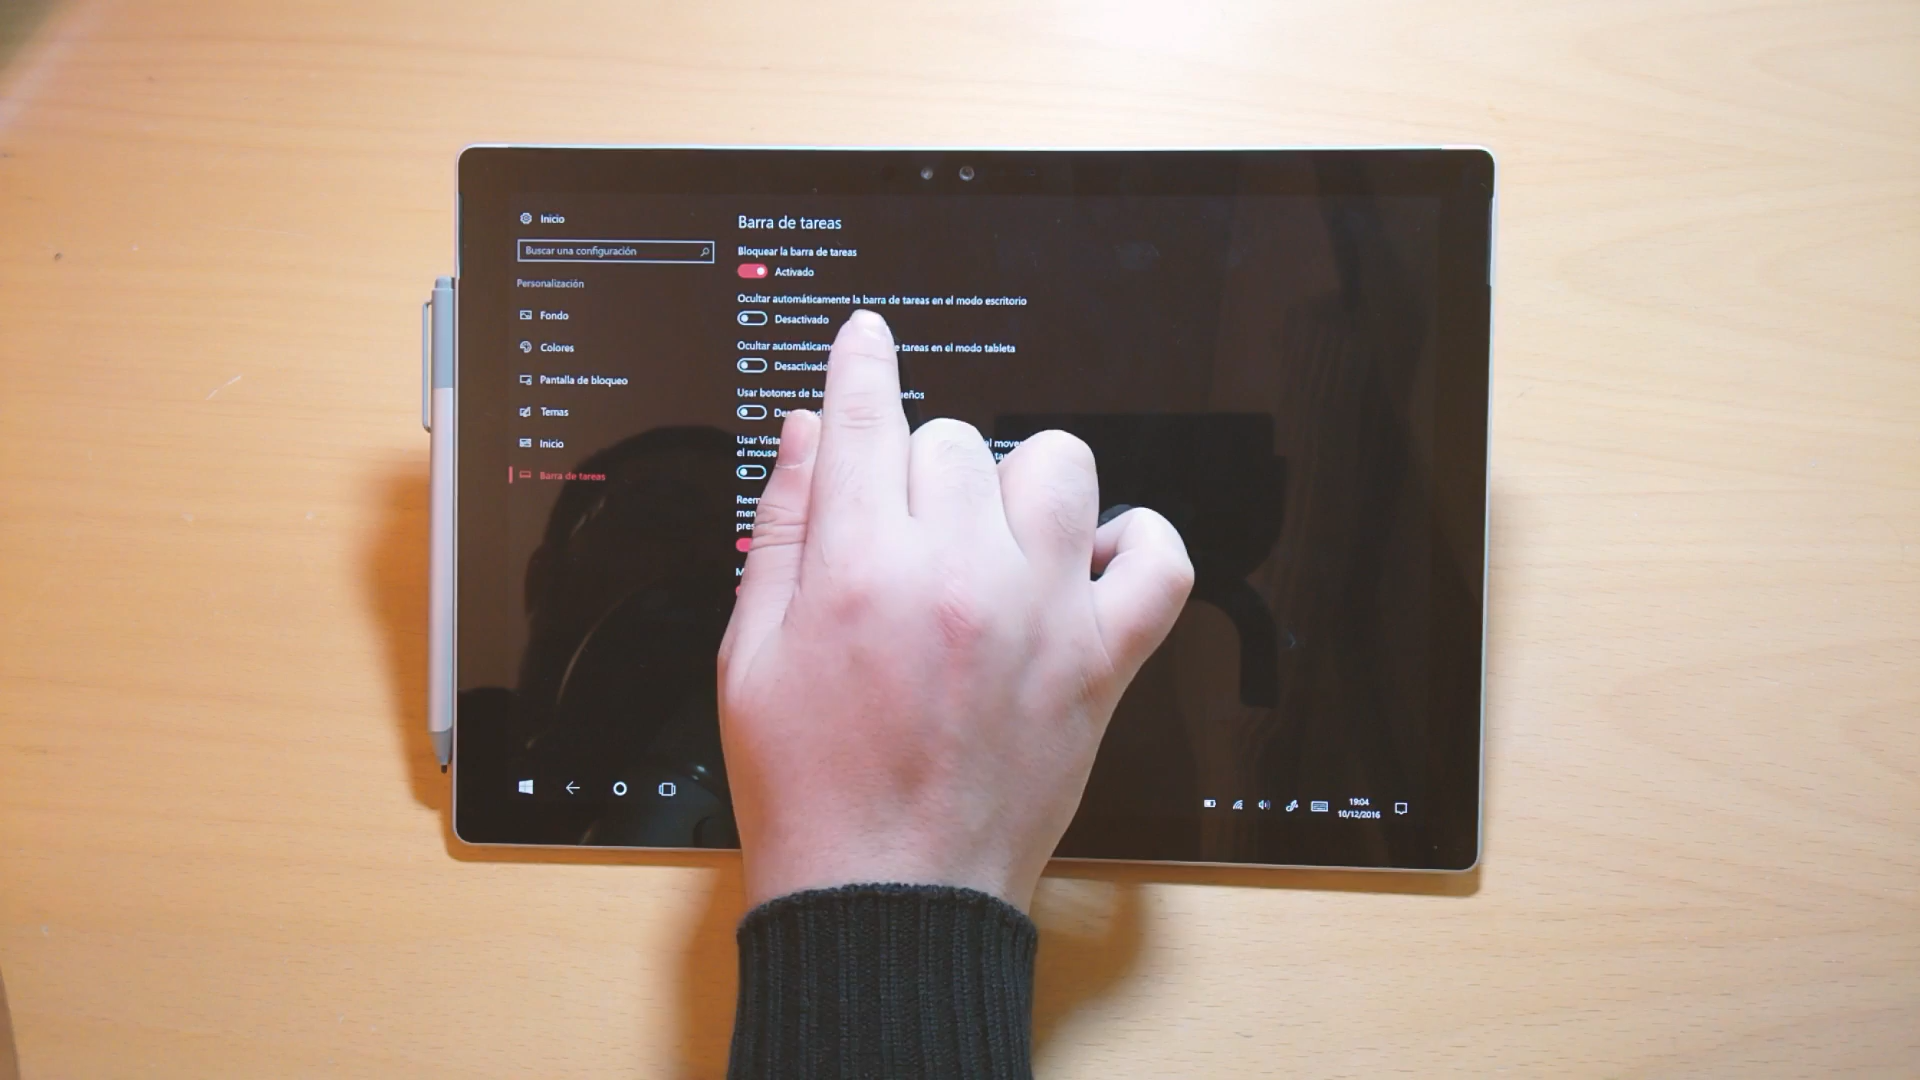 Inicio
Buscar una configuración
Personalización
Fondo
Colores
Pantalla de bloqueo
Temas
Inicio
Barra de tareas
Barra de tareas
Bloquear la barra de tareas
Activado
Ocultar automáticamente la barra de tareas en el modo escritorio
Desactivado
Ocultar tareas en el modo tableta
Desactivado
Usar botones de
Usar
el mouse
19:04
10/12/2016